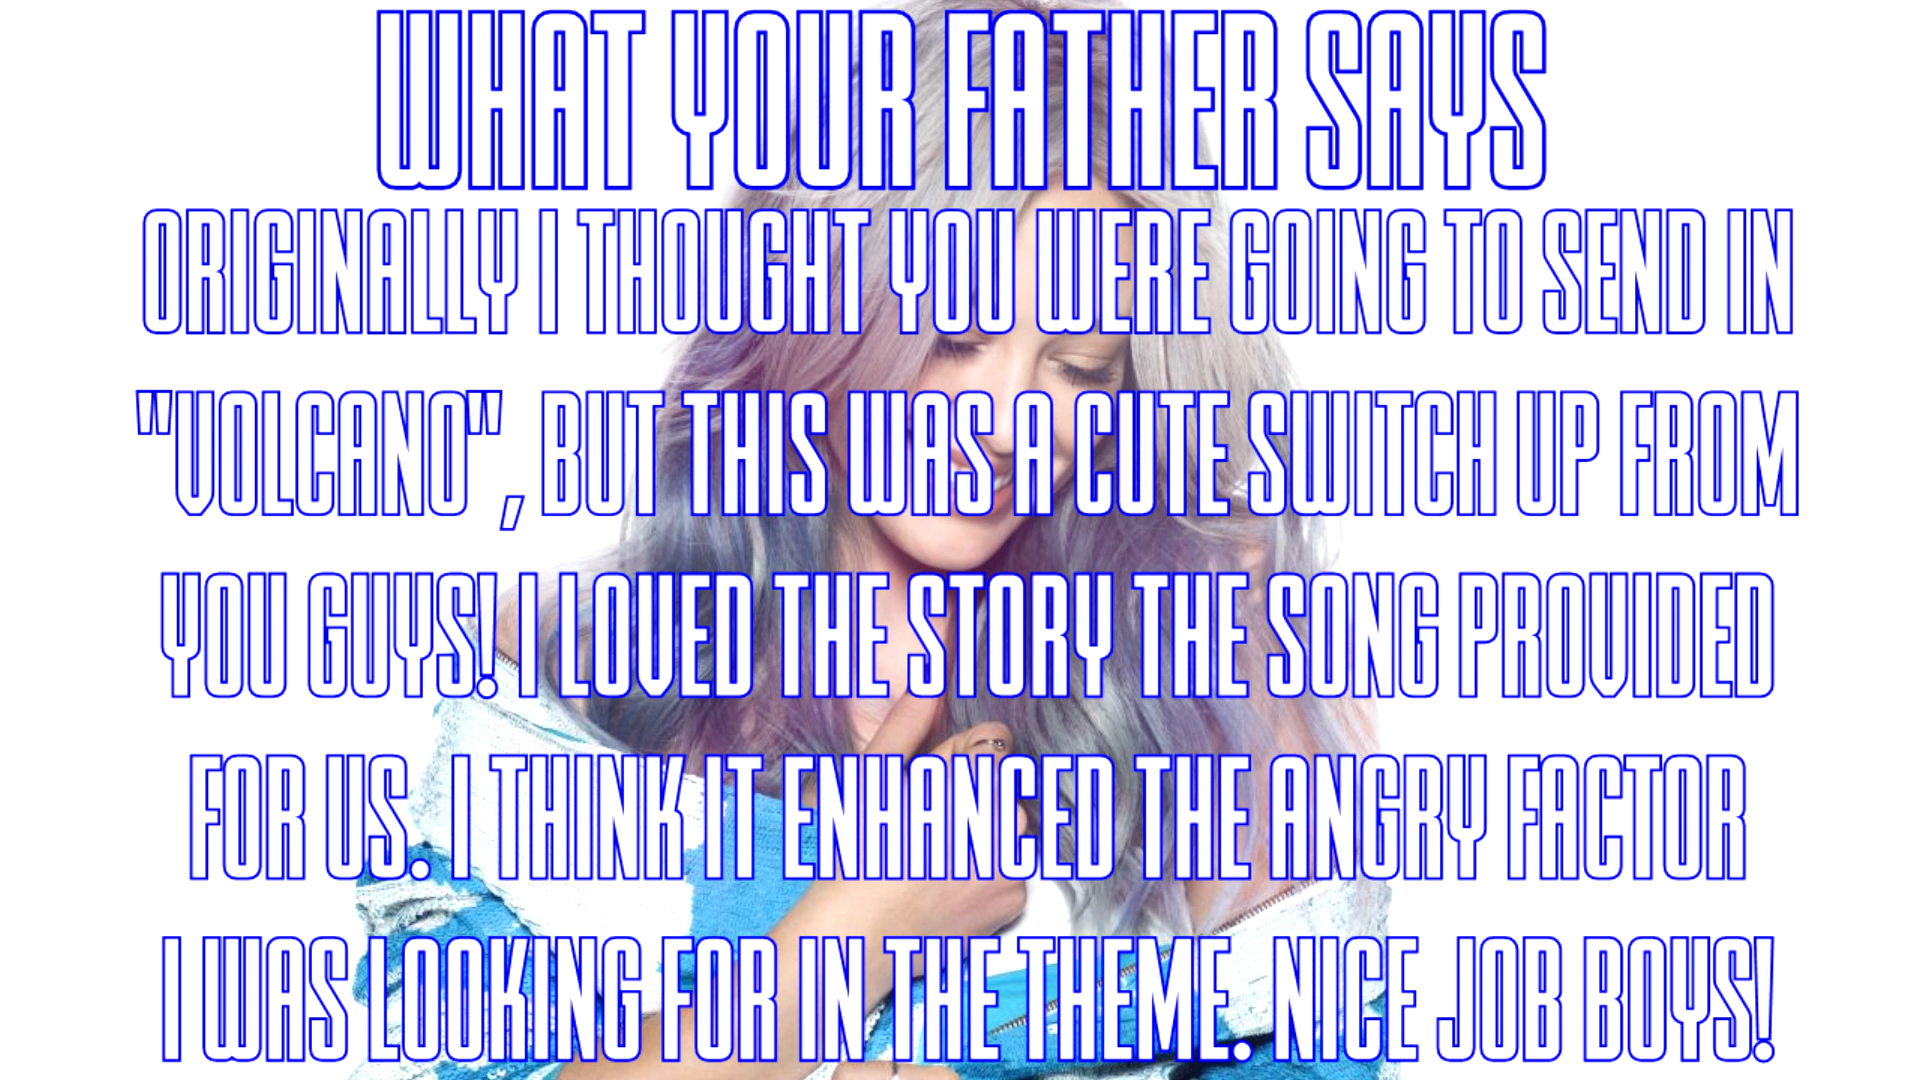 WHAT YOUR FATHER SAYS
ORIGINALLY I THOUGHT YOU WERE GOING TO SEND IN
"VOLCANO", BUT THIS WAS A CUTE SWITCH UP FROM
YOU GUYS! I LOVED THE STORY THE SONG PROVIDED
FOR US. I THINK IT ENHANCED THE ANGRY FACTOR
I WAS LOOKING FOR IN THE THEME. NICE JOB BOYS!